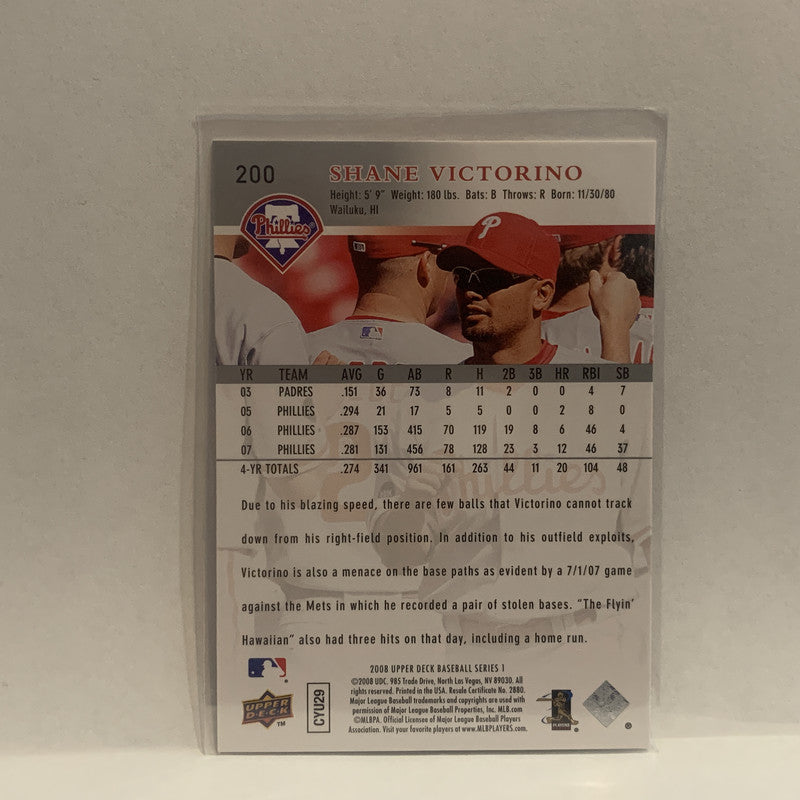 200
SHANE VICTORINO
Height: 5' 9" Weight: 180 lbs. Bats: B Throws: R Born: 11/30/80
Wailuku, HI
Phillies
P
YR TEAM AVG G AB R H 2B 3B HR RBI SB
03 PADRES .151 36 73 8 11 2 0 0 4 7
05 PHILLIES .294 21 17 5 5 0 0 2 8 0
06 PHILLIES .287 153 415 70 119 19 8 6 46 4
07 PHILLIES .281 131 456 78 128 23 3 12 46 37
4-YR TOTALS .274 341 961 161 263 44 11 20 104 48
Due to his blazing speed, there are few balls that Victorino cannot track
down from his right-field position. In addition to his outfield exploits,
Victorino is also a menace on the base paths as evident by a 7/1/07 game
against the Mets in which he recorded a pair of stolen bases. "The Flyin'
Hawaiian" also had three hits on that day, including a home run.
2008 UPPER DECK BASEBALL SERIES 1
©2008 UDC. 985 Trade Drive, North Las Vegas, NV 89030. All
rights reserved. Printed in the USA. Resale Certificate No. 2880.
Major League Baseball trademarks and copyrights are used with
permission of Major League Baseball Properties, Inc. MLB.com
©MLBPA. Official Licensee of Major League Baseball Players
Association. Visit your favorite players at www.MLBPLAYERS.com.
UPPER
DECK
TM
CYU29
®